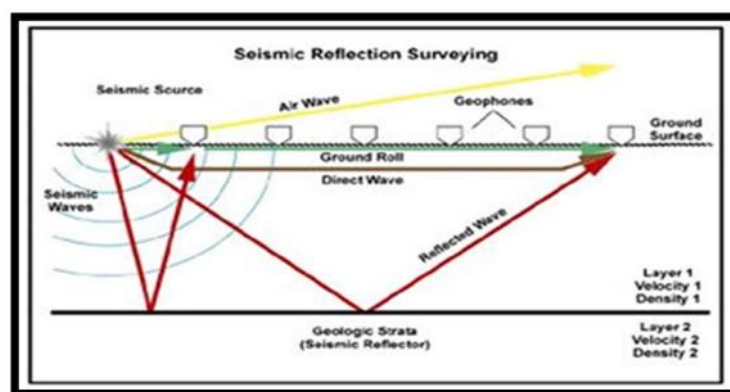 Seismic Reflection Surveying
Seismic Source
Air Wave
Geophones
Ground
Surface
Ground Roll
Direct Wave
Seismic
Waves
Reflected Wave
Layer 1
Velocity 1
Density 1
Geologic Strata
(Seismic Reflector)
Layer 2
Velocity 2
Density 2